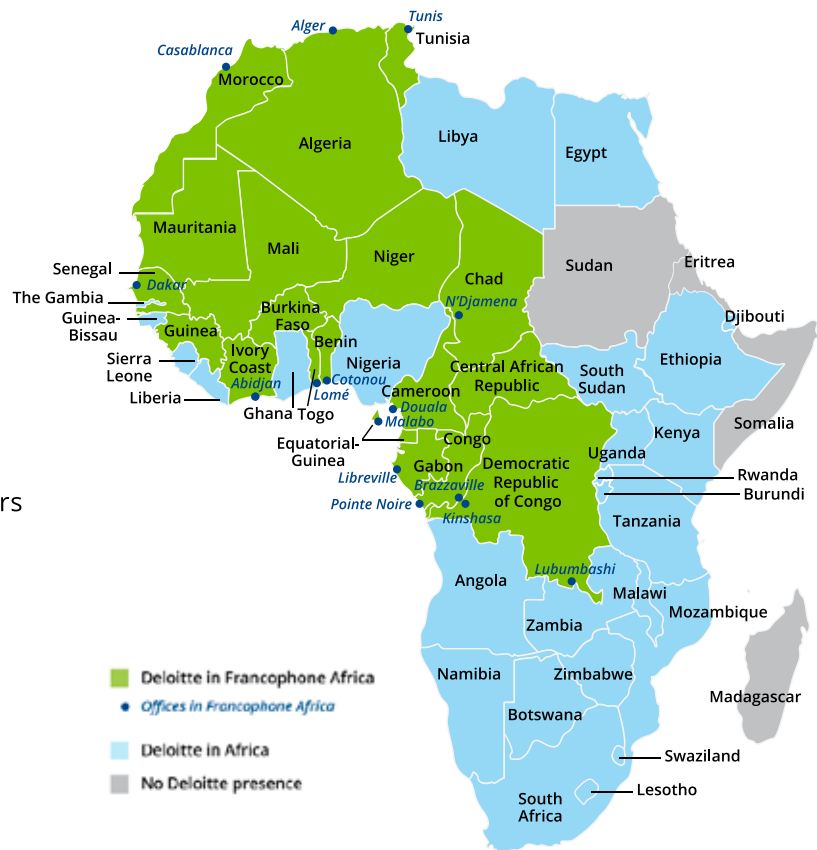 Tunis
Alger
Tunisia
Casablanca
Morocco
Algeria
Libya
Egypt
Mauritania
Mali
Niger
Chad
Sudan
Eritrea
Senegal
Dakar
The Gambia
N'Djamena
Guinea-
Bissau
Guinea
Burkina
Faso
Benin
Djibouti
Ivory
Coast
Abidjan
Nigeria
Ethiopia
Sierra
Leone
Central African
Republic
South
Sudan
Liberia
Ghana
Togo
Cotonou
Lomé
Cameroon
Douala
Malabo
Somalia
Equatorial-
Guinea
Congo
Uganda
Kenya
Gabon
Democratic
Republic
of Congo
Libreville
Brazzaville
Rwanda
Burundi
Pointe Noire
Kinshasa
ers
Tanzania
Lubumbashi
Angola
Malawi
Mozambique
Zambia
Namibia
Zimbabwe
Madagascar
Botswana
Deloitte in Francophone Africa
Offices in Francophone Africa
Deloitte in Africa
No Deloitte presence
Swaziland
Lesotho
South
Africa